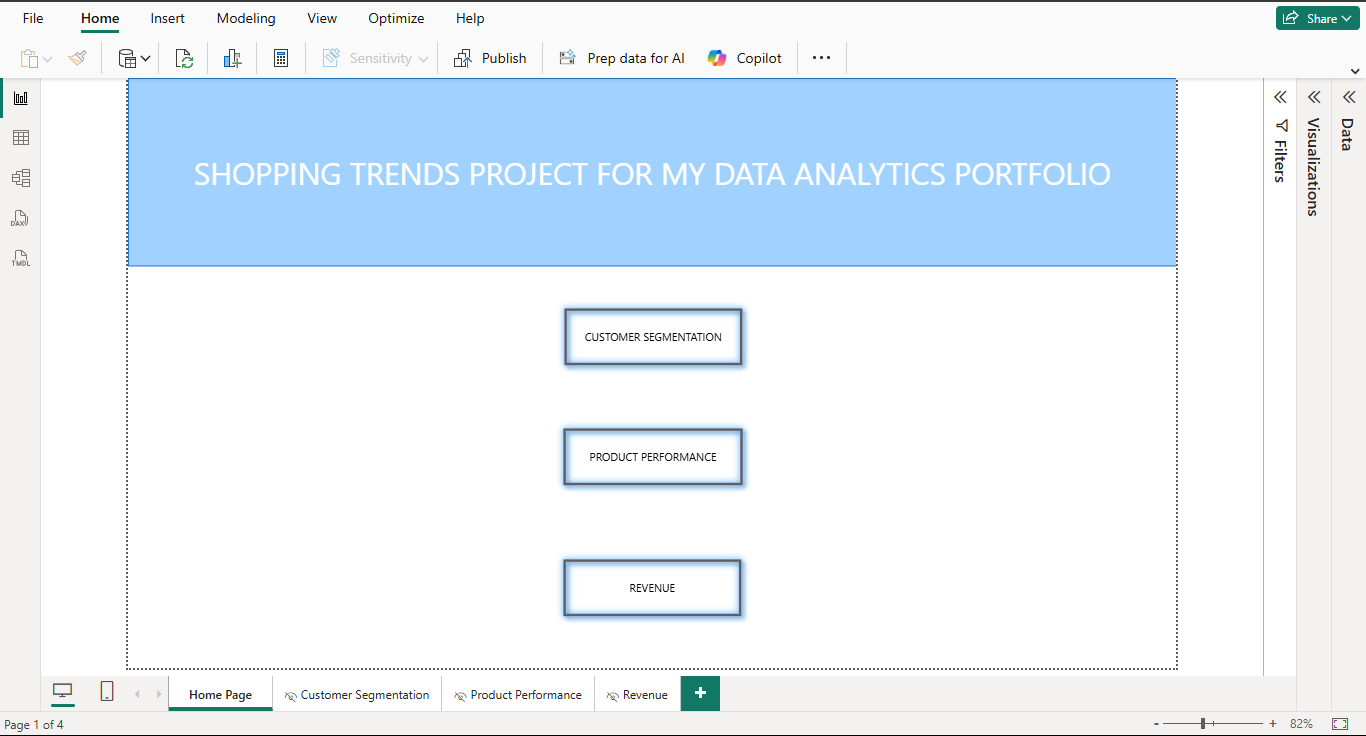 File Home Insert Modeling View Optimize Help Share
Sensitivity Publish Prep data for AI Copilot
SHOPPING TRENDS PROJECT FOR MY DATA ANALYTICS PORTFOLIO
Filters
Visualizations
Data
DAX
TMDL
CUSTOMER SEGMENTATION
PRODUCT PERFORMANCE
REVENUE
Home Page Customer Segmentation Product Performance Revenue +
Page 1 of 4 - + 82%